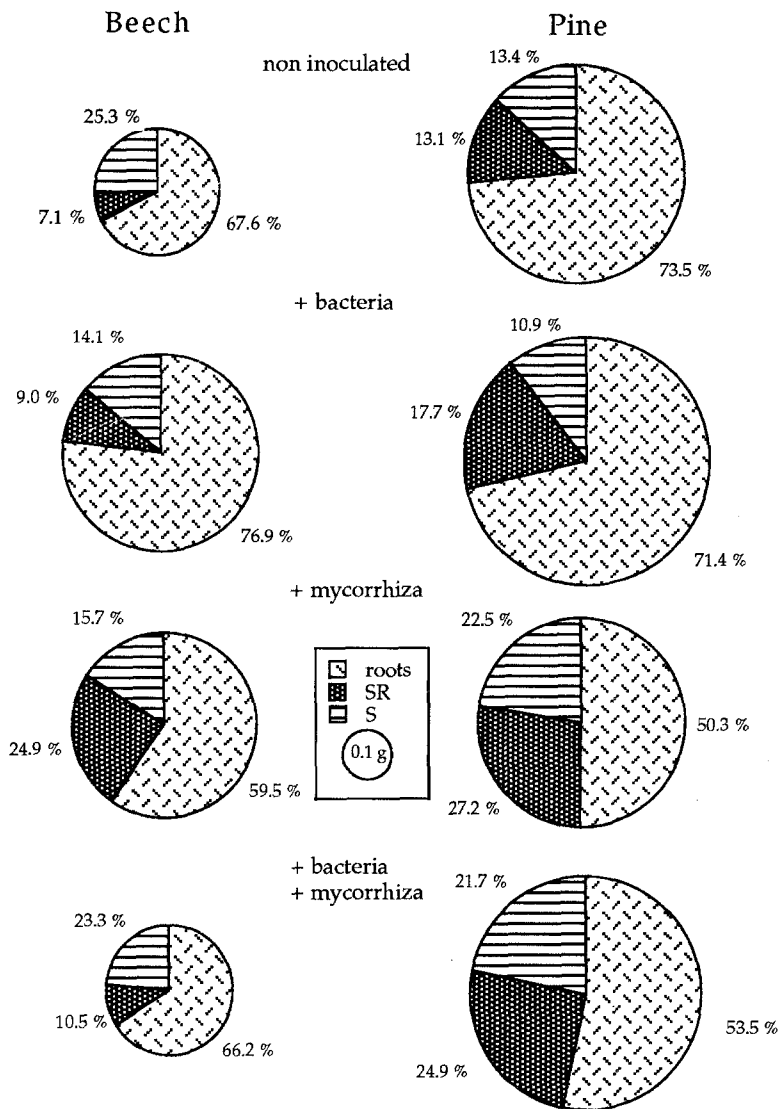 Beech
Pine
non inoculated
25.3 %
7.1 %
67.6 %
13.4 %
13.1 %
73.5 %
+ bacteria
14.1 %
9.0 %
76.9 %
10.9 %
17.7 %
71.4 %
+ mycorrhiza
15.7 %
24.9 %
59.5 %
roots
SR
S
0.1 g
22.5 %
50.3 %
27.2 %
+ bacteria
+ mycorrhiza
23.3 %
10.5 %
66.2 %
21.7 %
53.5 %
24.9 %